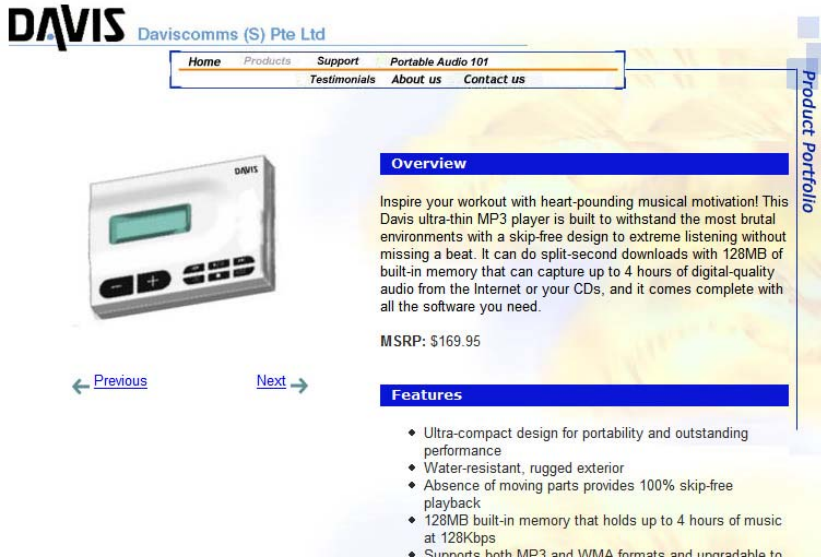 DAVIS Daviscomms (S) Pte Ltd
Home Products Support Portable Audio 101
Testimonials About us Contact us
Product Portfolio
DAVIS
Previous Next
Overview
Inspire your workout with heart-pounding musical motivation! This
Davis ultra-thin MP3 player is built to withstand the most brutal
environments with a skip-free design to extreme listening without
missing a beat. It can do split-second downloads with 128MB of
built-in memory that can capture up to 4 hours of digital-quality
audio from the Internet or your CDs, and it comes complete with
all the software you need.
MSRP: $169.95
Features
Ultra-compact design for portability and outstanding
performance
Water-resistant, rugged exterior
Absence of moving parts provides 100% skip-free
playback
128MB built-in memory that holds up to 4 hours of music
at 128Kbps
Supports both MP3 and WMA formats and upgradable to